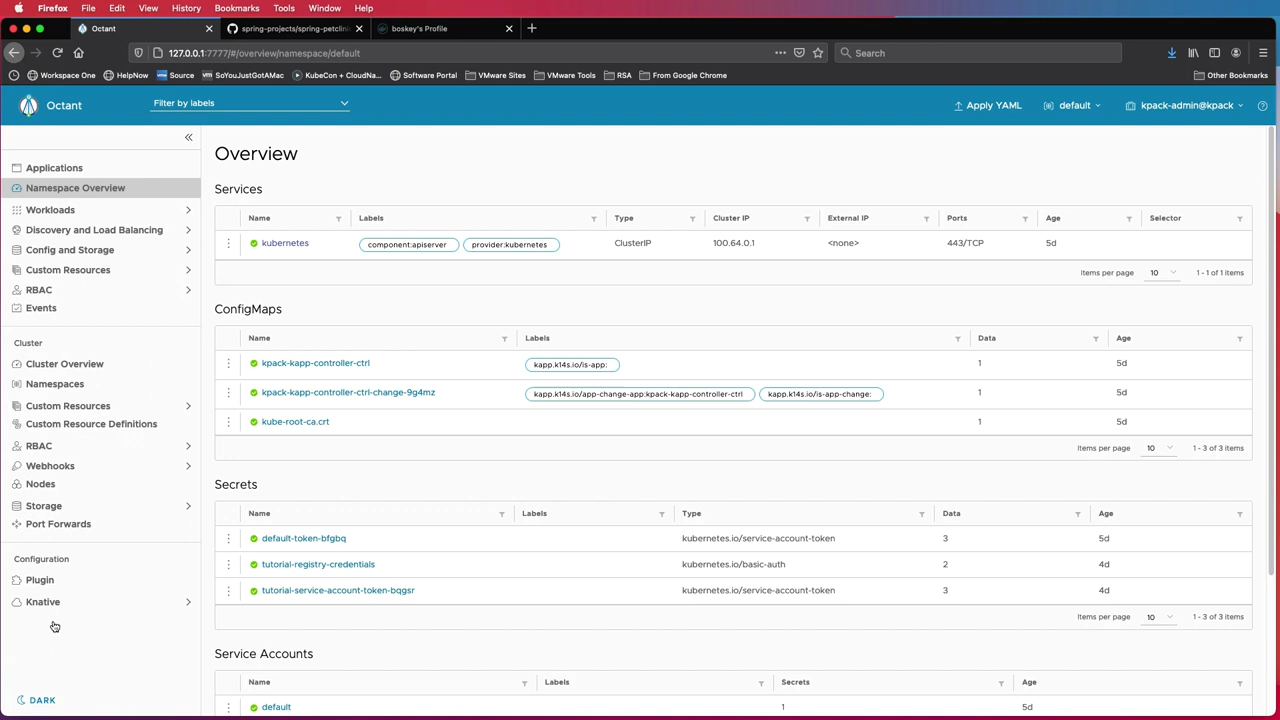 Firefox File Edit View History Bookmarks Tools Window Help
Octant
spring-projects/spring-petclini
boskey's Profile
127.0.0.1:7777/#/overview/namespace/default
Search
Workspace One HelpNow Source SoYouJustGotAMac KubeCon + CloudNa... Software Portal VMware Sites VMware Tools RSA From Google Chrome Other Bookmarks
Octant Filter by labels Apply YAML default kpack-admin@kpack
Applications
Namespace Overview
Workloads
Discovery and Load Balancing
Config and Storage
Custom Resources
RBAC
Events
Cluster
Cluster Overview
Namespaces
Custom Resources
Custom Resource Definitions
RBAC
Webhooks
Nodes
Storage
Port Forwards
Configuration
Plugin
Knative
DARK
Overview
Services
Name Labels Type Cluster IP External IP Ports Age Selector
kubernetes component:apiserver provider:kubernetes ClusterIP 100.64.0.1 <none> 443/TCP 5d
Items per page 10 1 - 1 of 1 items
ConfigMaps
Name Labels Data Age
kpack-kapp-controller-ctrl kapp.k14s.io/is-app: 1 5d
kpack-kapp-controller-ctrl-change-9g4mz kapp.k14s.io/app-change-app:kpack-kapp-controller-ctrl kapp.k14s.io/is-app-change: 1 5d
kube-root-ca.crt 1 5d
Items per page 10 1 - 3 of 3 items
Secrets
Name Labels Type Data Age
default-token-bfgbq kubernetes.io/service-account-token 3 5d
tutorial-registry-credentials kubernetes.io/basic-auth 2 4d
tutorial-service-account-token-bqgsr kubernetes.io/service-account-token 3 4d
Items per page 10 1 - 3 of 3 items
Service Accounts
Name Labels Secrets Age
default 1 5d